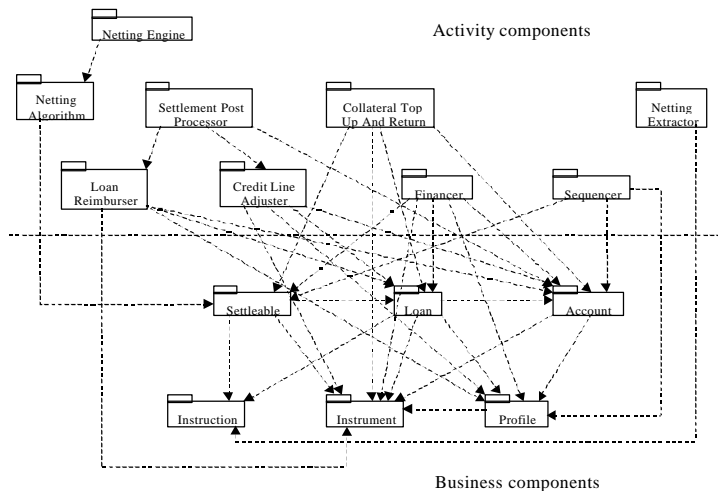 Netting Engine
Activity components
Netting
Algorithm
Settlement Post
Processor
Collateral Top
Up And Return
Netting
Extractor
Loan
Reimburser
Credit Line
Adjuster
Financer
Sequencer
Settleable
Loan
Account
Instruction
Instrument
Profile
Business components